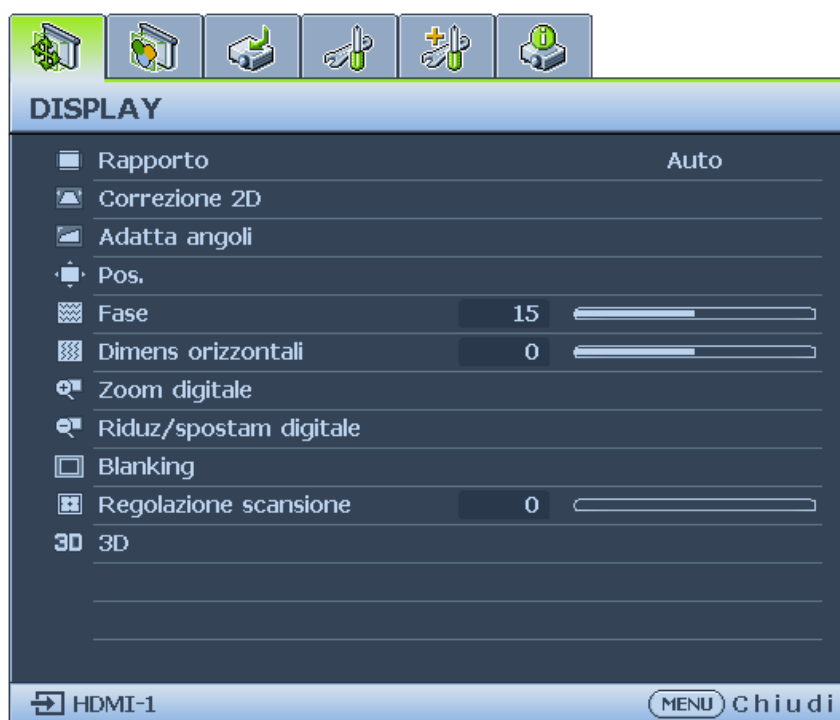 DISPLAY
Rapporto Auto
Correzione 2D
Adatta angoli
Pos.
Fase 15
Dimens orizzontali 0
Zoom digitale
Riduz/spostam digitale
Blanking
Regolazione scansione 0
3D 3D
HDMI-1 MENU Chiudi